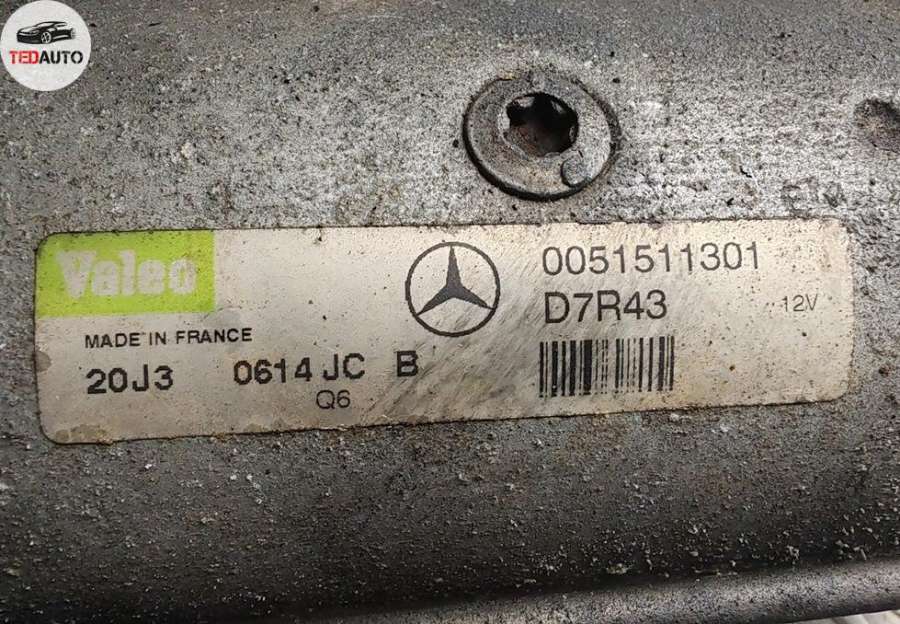 TEDAUTO
Valeo
0051511301
D7R43
12V
MADE IN FRANCE
20J3 0614 JC B
Q6